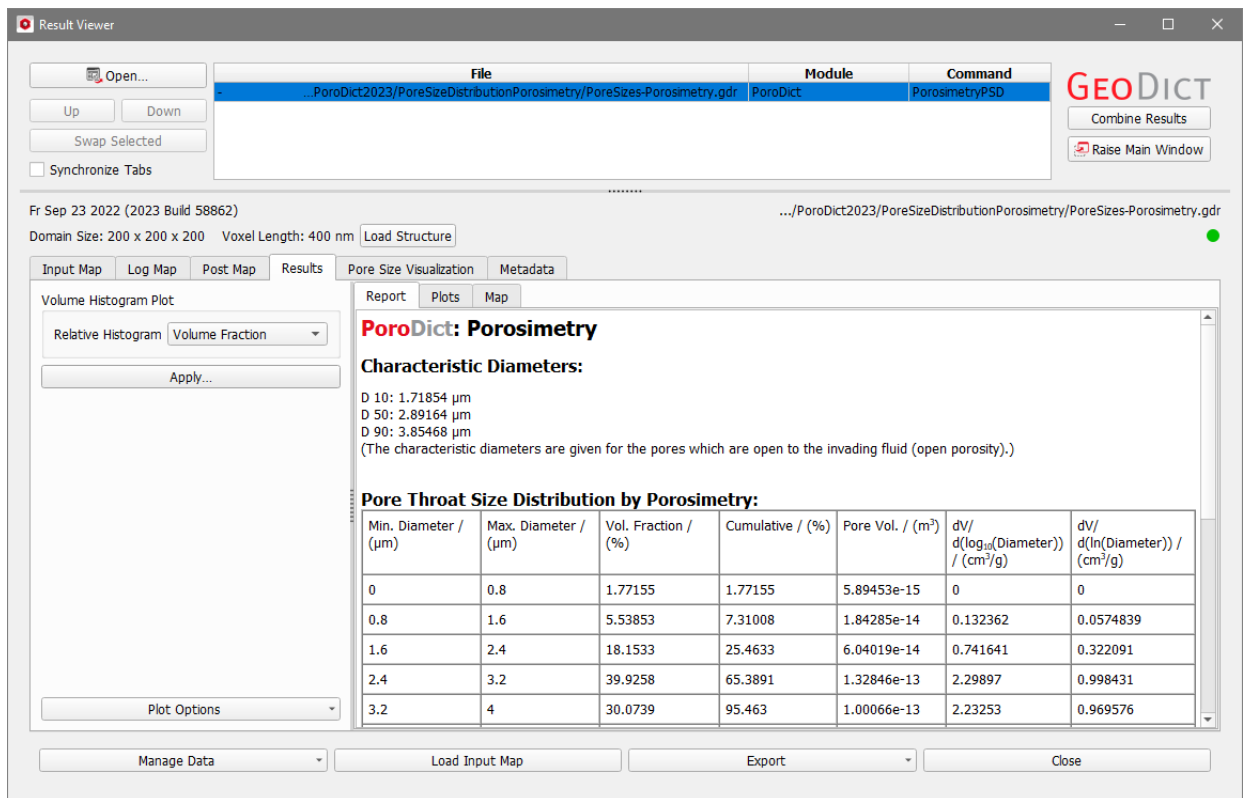 Result Viewer
Open...
Up Down
Swap Selected
Synchronize Tabs
File Module Command
- ...PoroDict2023/PoreSizeDistributionPorosimetry/PoreSizes-Porosimetry.gdr PoroDict PorosimetryPSD
GEODICT
Combine Results
Raise Main Window
Fr Sep 23 2022 (2023 Build 58862) .../PoroDict2023/PoreSizeDistributionPorosimetry/PoreSizes-Porosimetry.gdr
Domain Size: 200 x 200 x 200 Voxel Length: 400 nm Load Structure
Input Map Log Map Post Map Results Pore Size Visualization Metadata
Volume Histogram Plot
Relative Histogram Volume Fraction
Apply...
Plot Options
Report Plots Map
PoroDict: Porosimetry
Characteristic Diameters:
D 10: 1.71854 µm
D 50: 2.89164 µm
D 90: 3.85468 µm
(The characteristic diameters are given for the pores which are open to the invading fluid (open porosity).)
Pore Throat Size Distribution by Porosimetry:
Min. Diameter / (µm) Max. Diameter / (µm) Vol. Fraction / (%) Cumulative / (%) Pore Vol. / (m³) dV/ d(log₁₀(Diameter)) / (cm³/g) dV/ d(ln(Diameter)) / (cm³/g)
0 0.8 1.77155 1.77155 5.89453e-15 0 0
0.8 1.6 5.53853 7.31008 1.84285e-14 0.132362 0.0574839
1.6 2.4 18.1533 25.4633 6.04019e-14 0.741641 0.322091
2.4 3.2 39.9258 65.3891 1.32846e-13 2.29897 0.998431
3.2 4 30.0739 95.463 1.00066e-13 2.23253 0.969576
Manage Data Load Input Map Export Close